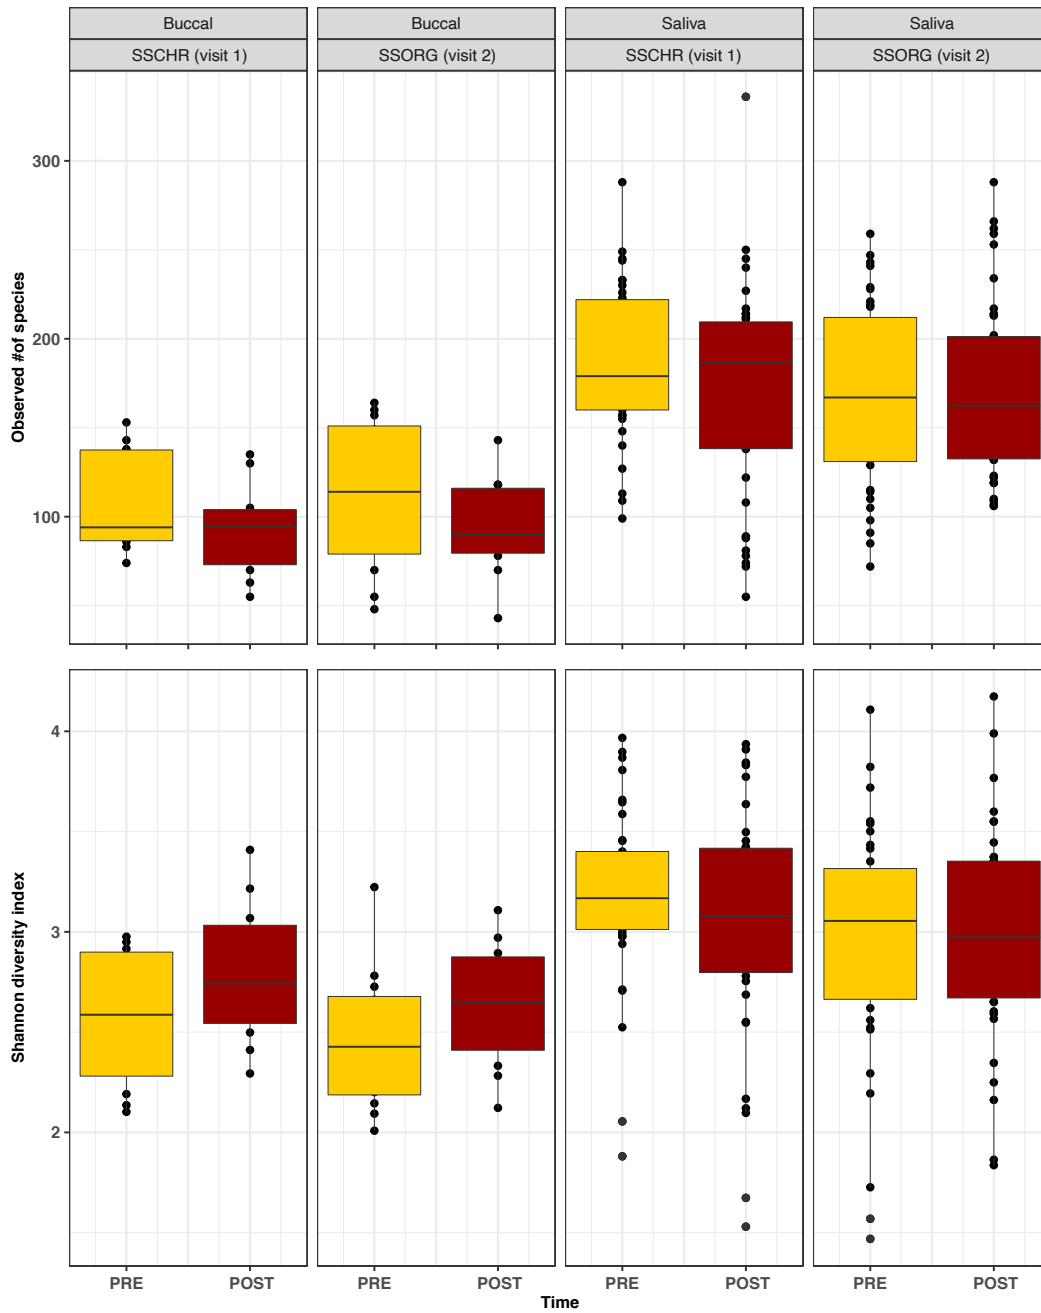 Buccal Buccal Saliva Saliva
SSCHR (visit 1) SSORG (visit 2) SSCHR (visit 1) SSORG (visit 2)
Observed #of species
300
200
100
Shannon diversity index
4
3
2
PRE POST PRE POST PRE POST PRE POST
Time